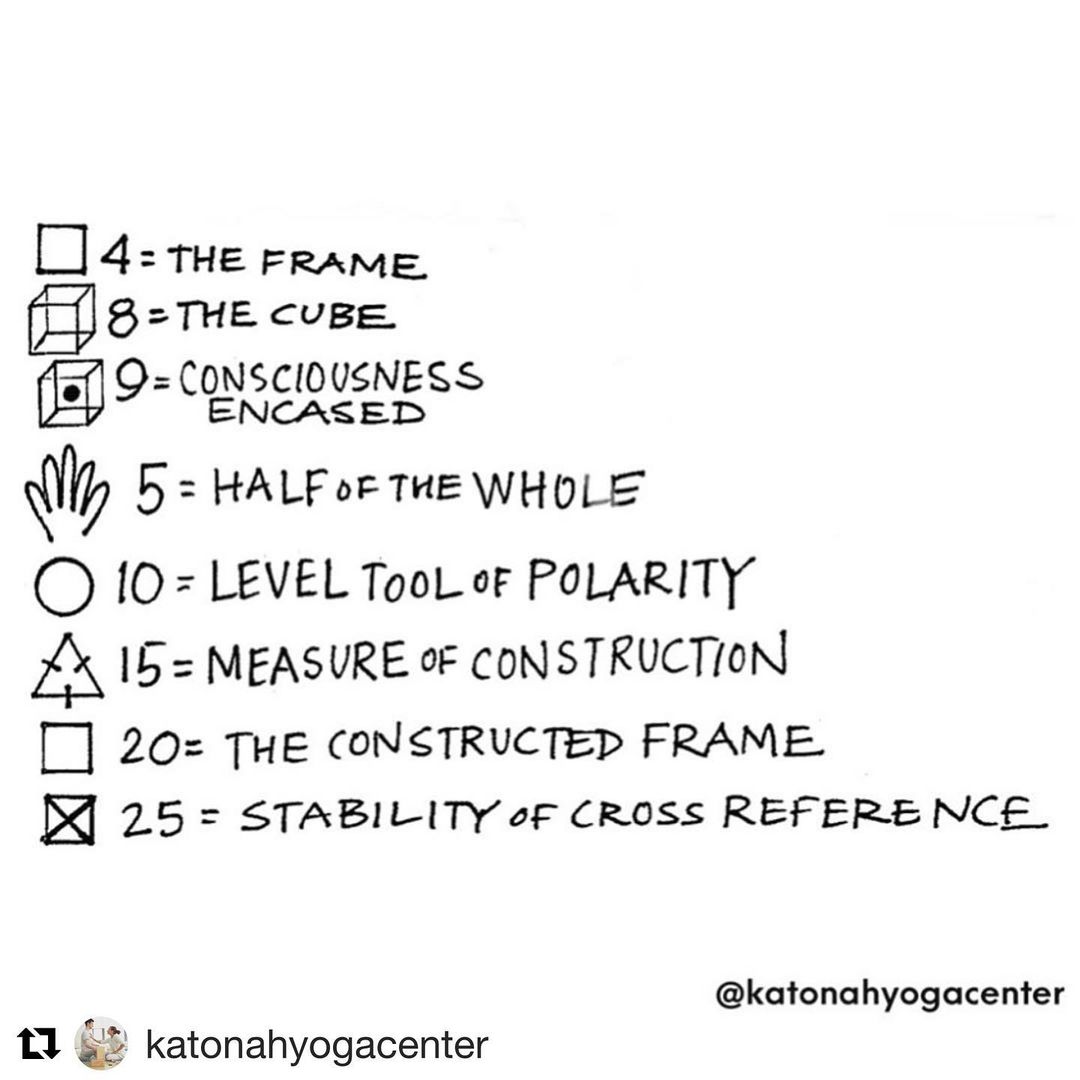 4 = THE FRAME
8 = THE CUBE
9 = CONSCIOUSNESS
ENCASED
5 = HALF OF THE WHOLE
10 = LEVEL TOOL OF POLARITY
15 = MEASURE OF CONSTRUCTION
20 = THE CONSTRUCTED FRAME
25 = STABILITY OF CROSS REFERENCE
@katonahyogacenter
katonahyogacenter